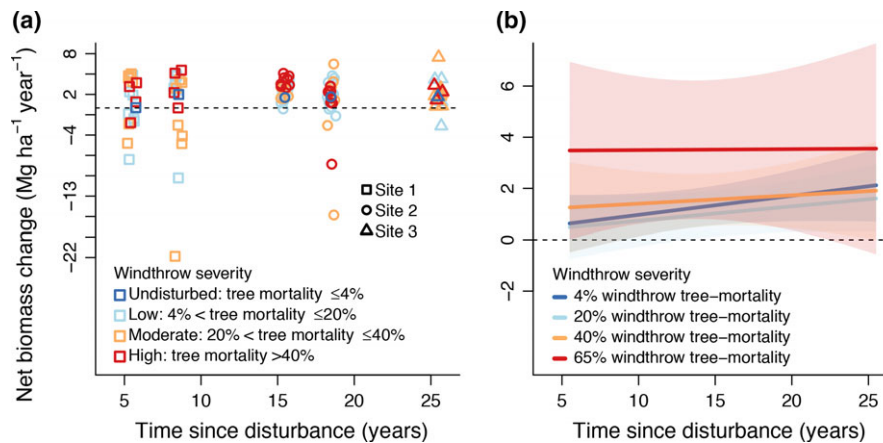 (a)
Net biomass change (Mg ha⁻¹ year⁻¹)
8
2
−4
−13
−22
Site 1
Site 2
Site 3
Windthrow severity
Undisturbed: tree mortality ≤4%
Low: 4% < tree mortality ≤20%
Moderate: 20% < tree mortality ≤40%
High: tree mortality >40%
5 10 15 20 25
Time since disturbance (years)
(b)
6
4
2
0
−2
Windthrow severity
4% windthrow tree−mortality
20% windthrow tree−mortality
40% windthrow tree−mortality
65% windthrow tree−mortality
5 10 15 20 25
Time since disturbance (years)